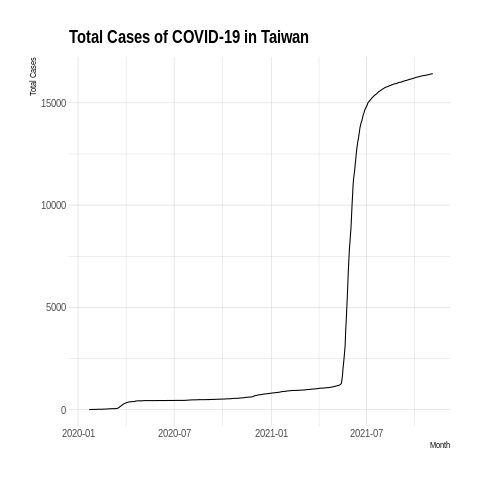 Total Cases of COVID-19 in Taiwan
Total Cases
15000
10000
5000
0
2020-01 2020-07 2021-01 2021-07
Month